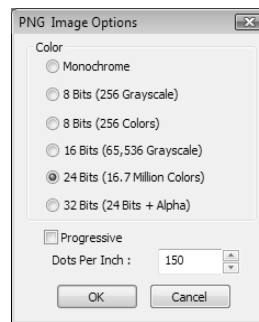 PNG Image Options
Color
Monochrome
8 Bits (256 Grayscale)
8 Bits (256 Colors)
16 Bits (65,536 Grayscale)
24 Bits (16.7 Million Colors)
32 Bits (24 Bits + Alpha)
Progressive
Dots Per Inch : 150
OK Cancel